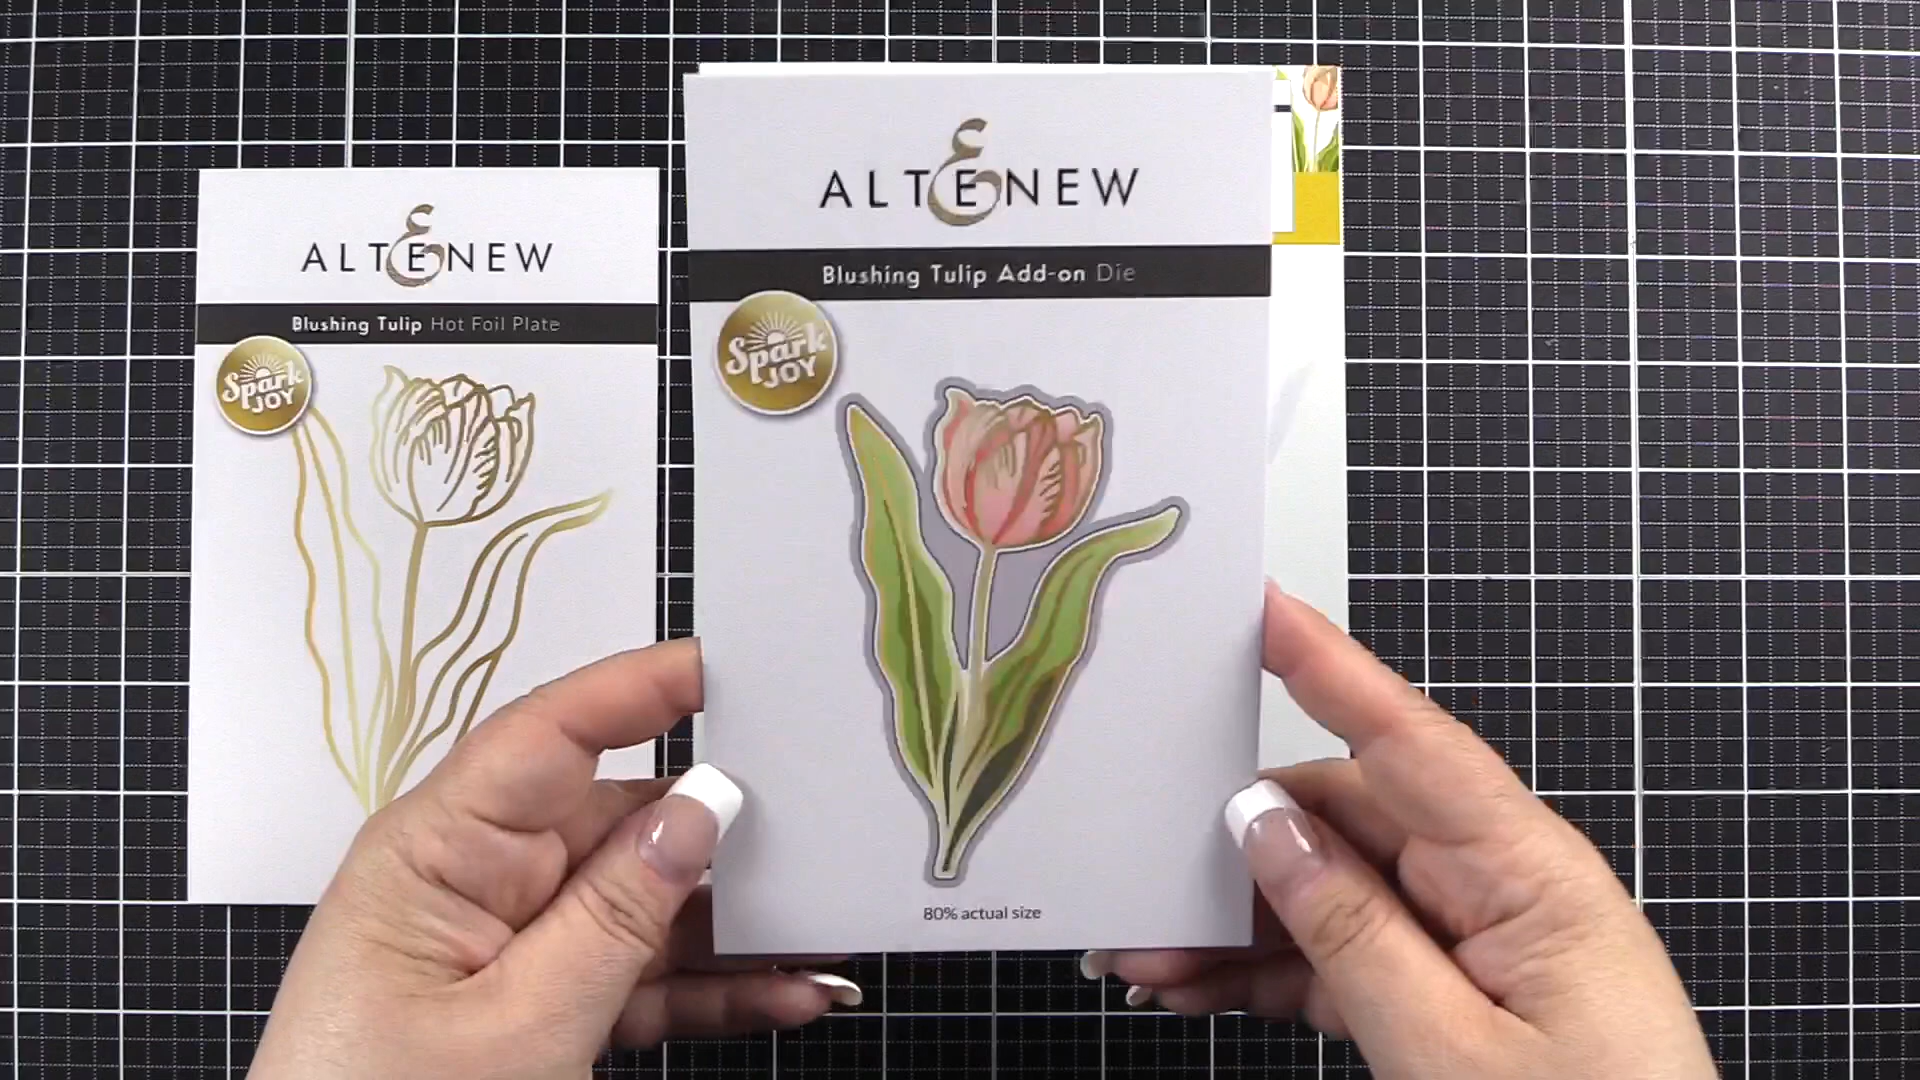 ALTENEW
Blushing Tulip Hot Foil Plate
Spark
JOY
ALTENEW
Blushing Tulip Add-on Die
Spark
JOY
80% actual size